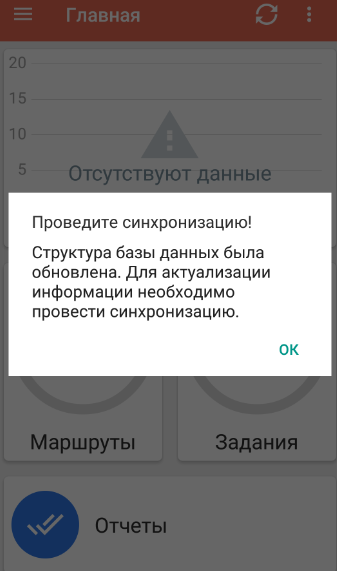 Главная
20
15
10
5
Отсутствуют данные
Проведите синхронизацию!
Структура базы данных была
обновлена. Для актуализации
информации необходимо
провести синхронизацию.
ОК
Маршруты
Задания
Отчеты